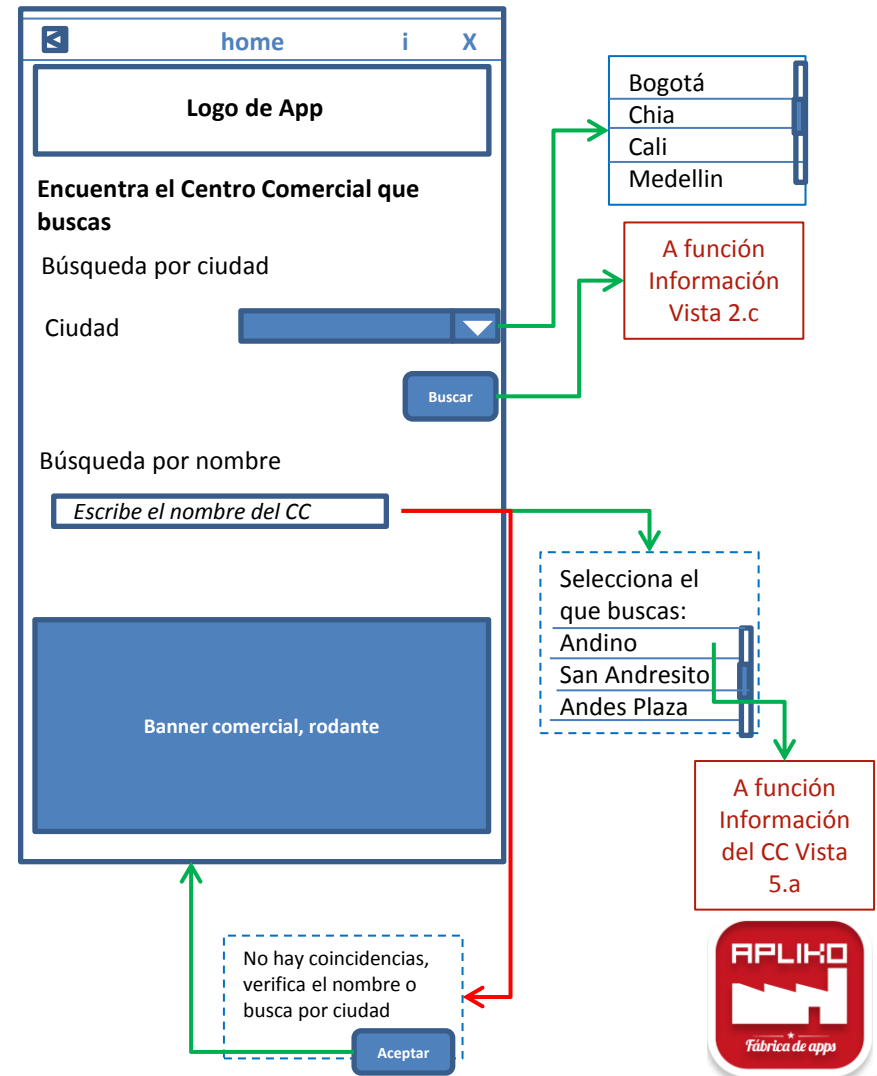 home i X
Logo de App
Encuentra el Centro Comercial que
buscas
Búsqueda por ciudad
Ciudad
Buscar
Búsqueda por nombre
Escribe el nombre del CC
Banner comercial, rodante
No hay coincidencias,
verifica el nombre o
busca por ciudad
Aceptar
Bogotá
Chia
Cali
Medellin
A función
Información
Vista 2.c
Selecciona el
que buscas:
Andino
San Andresito
Andes Plaza
A función
Información
del CC Vista
5.a
APLIKO
Fábrica de apps